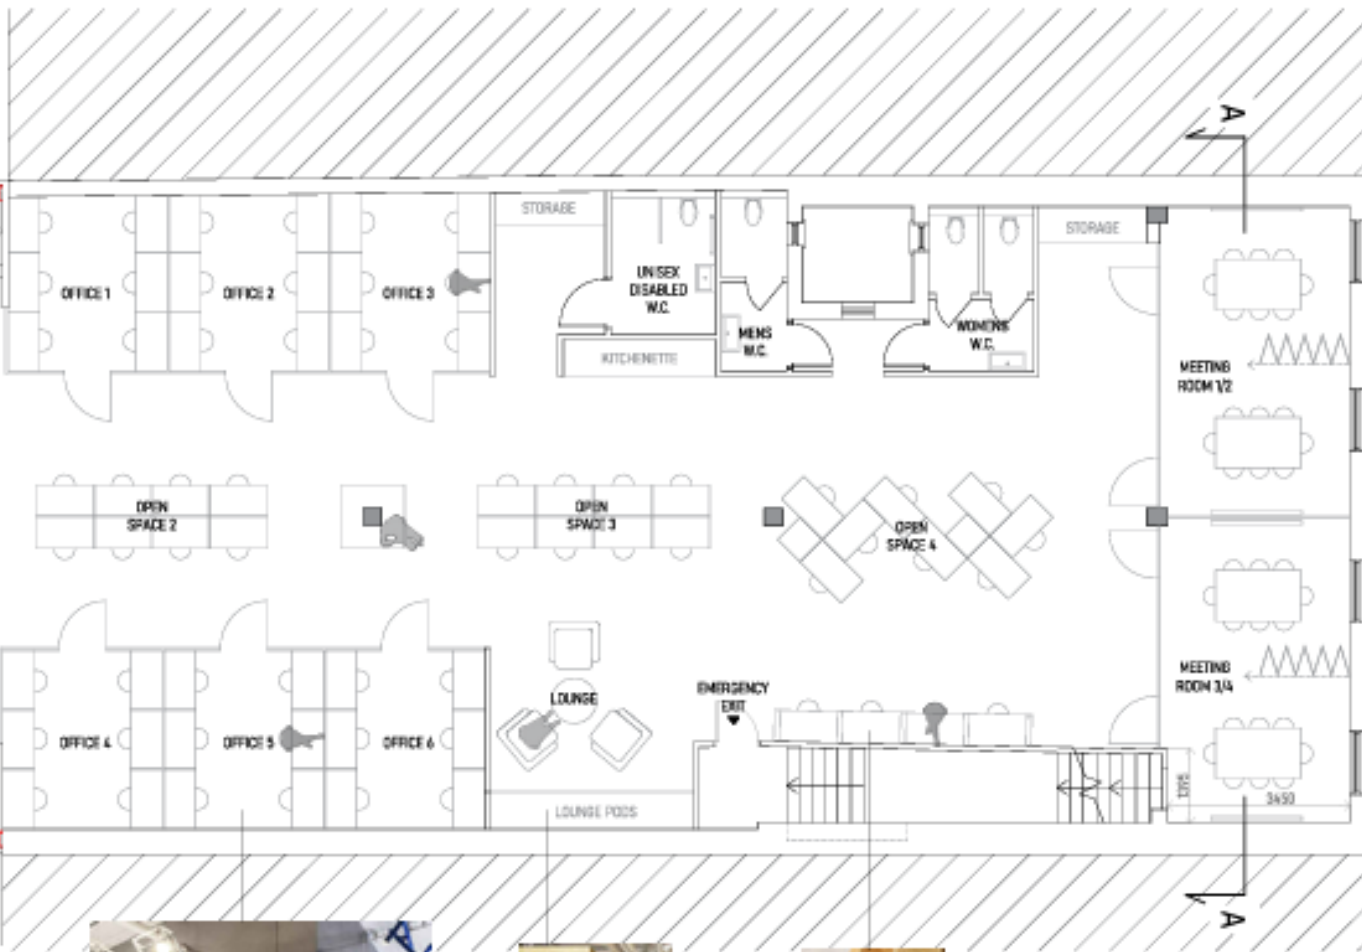 A
STORAGE
STORAGE
UNISEX
DISABLED
W.C.
OFFICE 1
OFFICE 2
OFFICE 3
MENS
W.C.
WOMENS
W.C.
KITCHENETTE
MEETING
ROOM 1/2
OPEN
SPACE 2
OPEN
SPACE 3
OPEN
SPACE 4
MEETING
ROOM 3/4
LOUNGE
EMERGENCY
EXIT
OFFICE 4
OFFICE 5
OFFICE 6
LOUNGE PODS
1395
3450
A